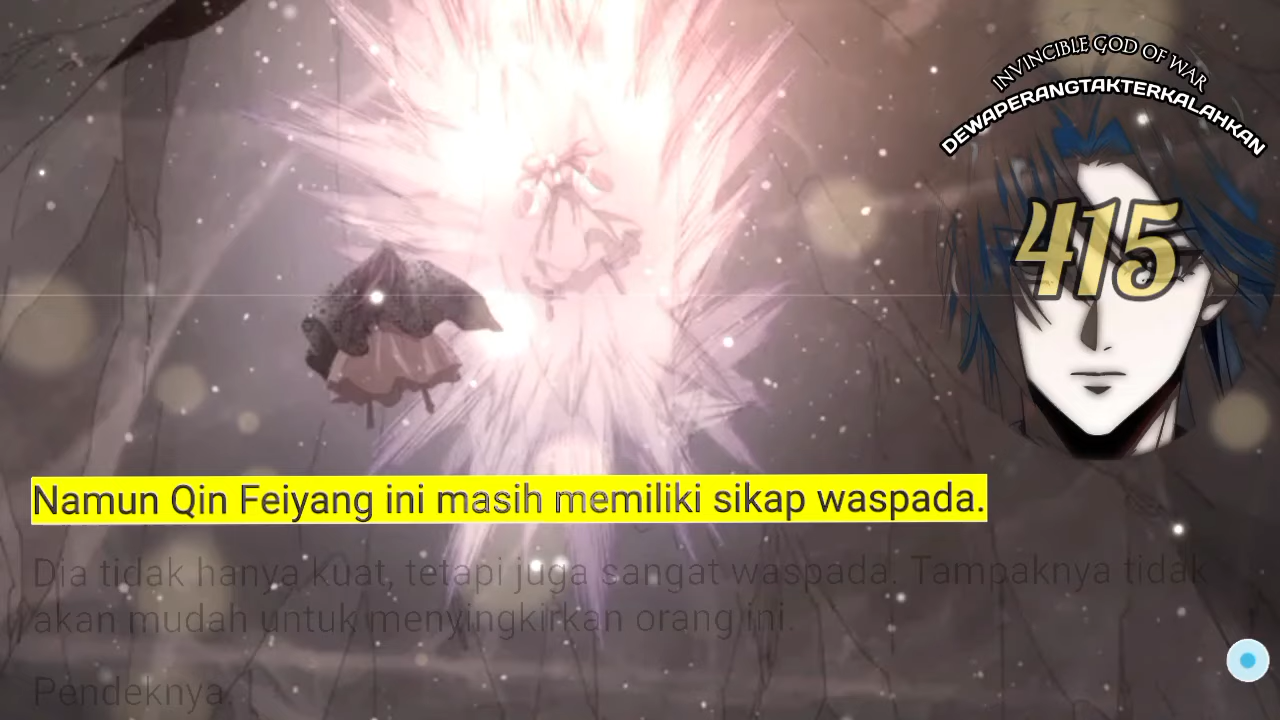 INVINCIBLE GOD OF WAR
DEWAPERANGTAKTERKALAHKAN
415
Namun Qin Feiyang ini masih memiliki sikap waspada.
Dia tidak hanya kuat, tetapi juga sangat waspada. Tampaknya tidak
akan mudah untuk menyingkirkan orang ini.
Pendeknya.